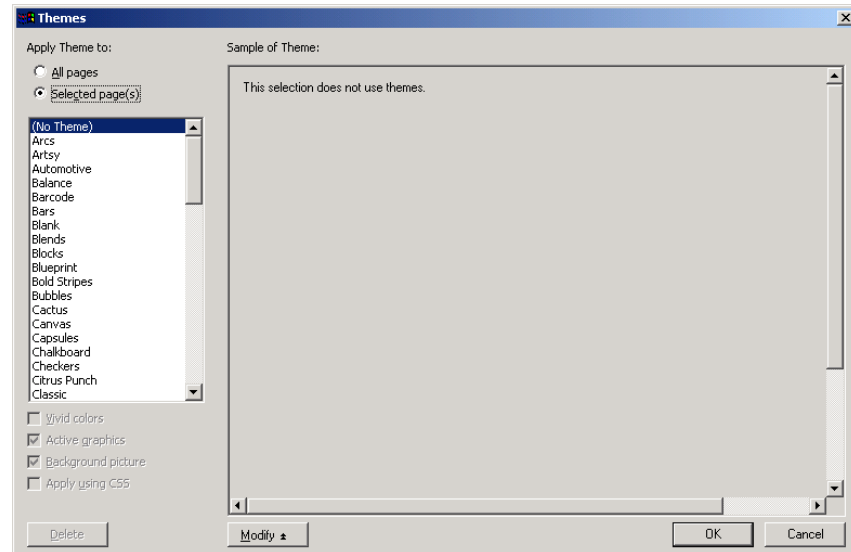 Themes
Apply Theme to:
All pages
Selected page(s)
(No Theme)
Arcs
Artsy
Automotive
Balance
Barcode
Bars
Blank
Blends
Blocks
Blueprint
Bold Stripes
Bubbles
Cactus
Canvas
Capsules
Chalkboard
Checkers
Citrus Punch
Classic
Vivid colors
Active graphics
Background picture
Apply using CSS
Delete
Sample of Theme:
This selection does not use themes.
Modify
OK
Cancel